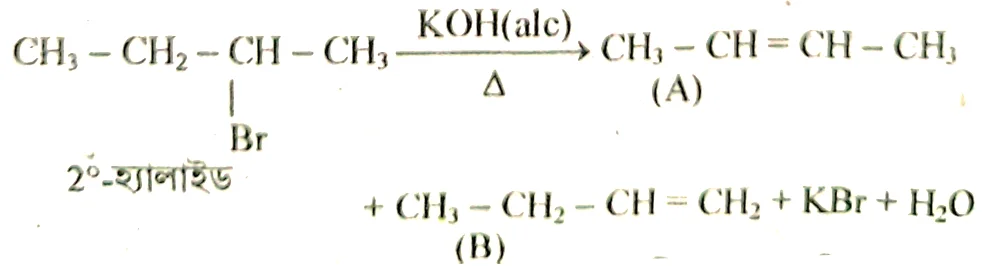 CH₃ – CH₂ – CH – CH₃ KOH(alc) Δ → CH₃ – CH = CH – CH₃
| (A)
Br
2°-হ্যালাইড
+ CH₃ – CH₂ – CH = CH₂ + KBr + H₂O
(B)